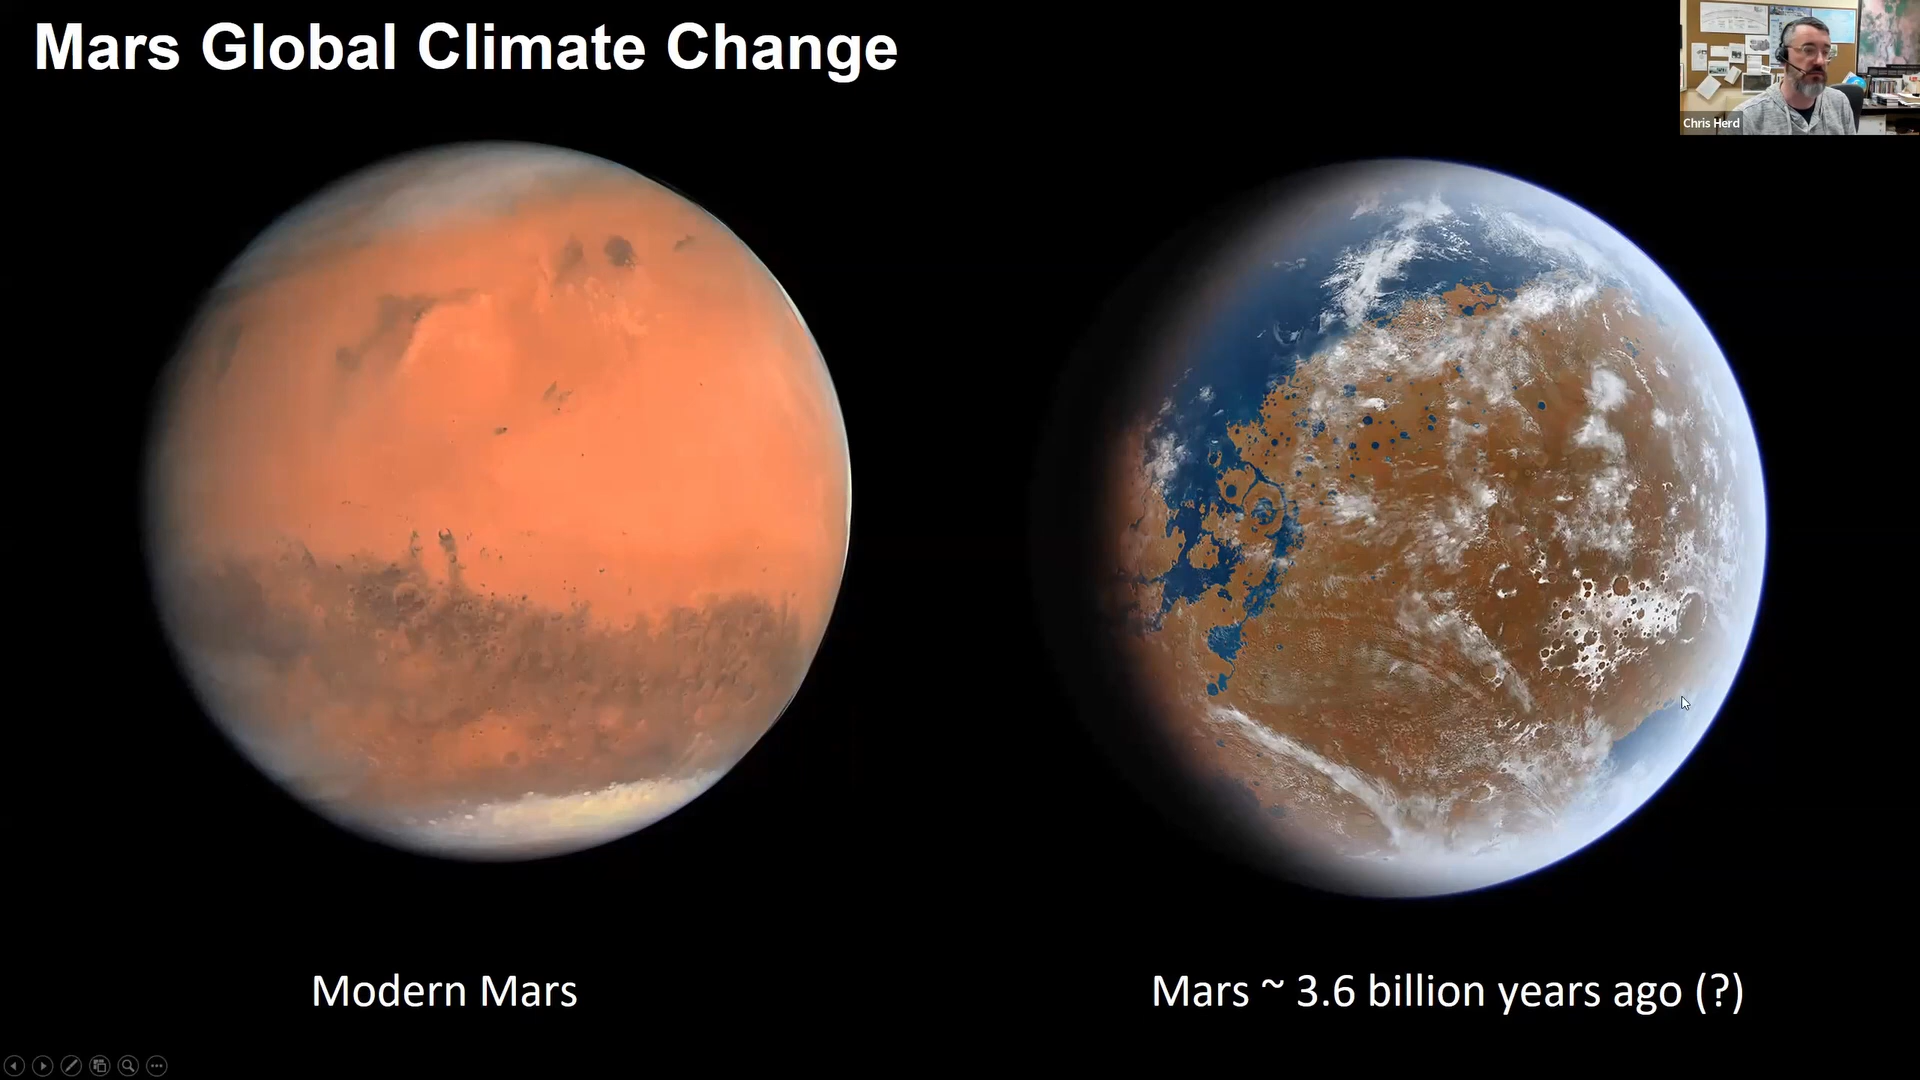 Mars Global Climate Change
Chris Herd
Modern Mars
Mars ~ 3.6 billion years ago (?)